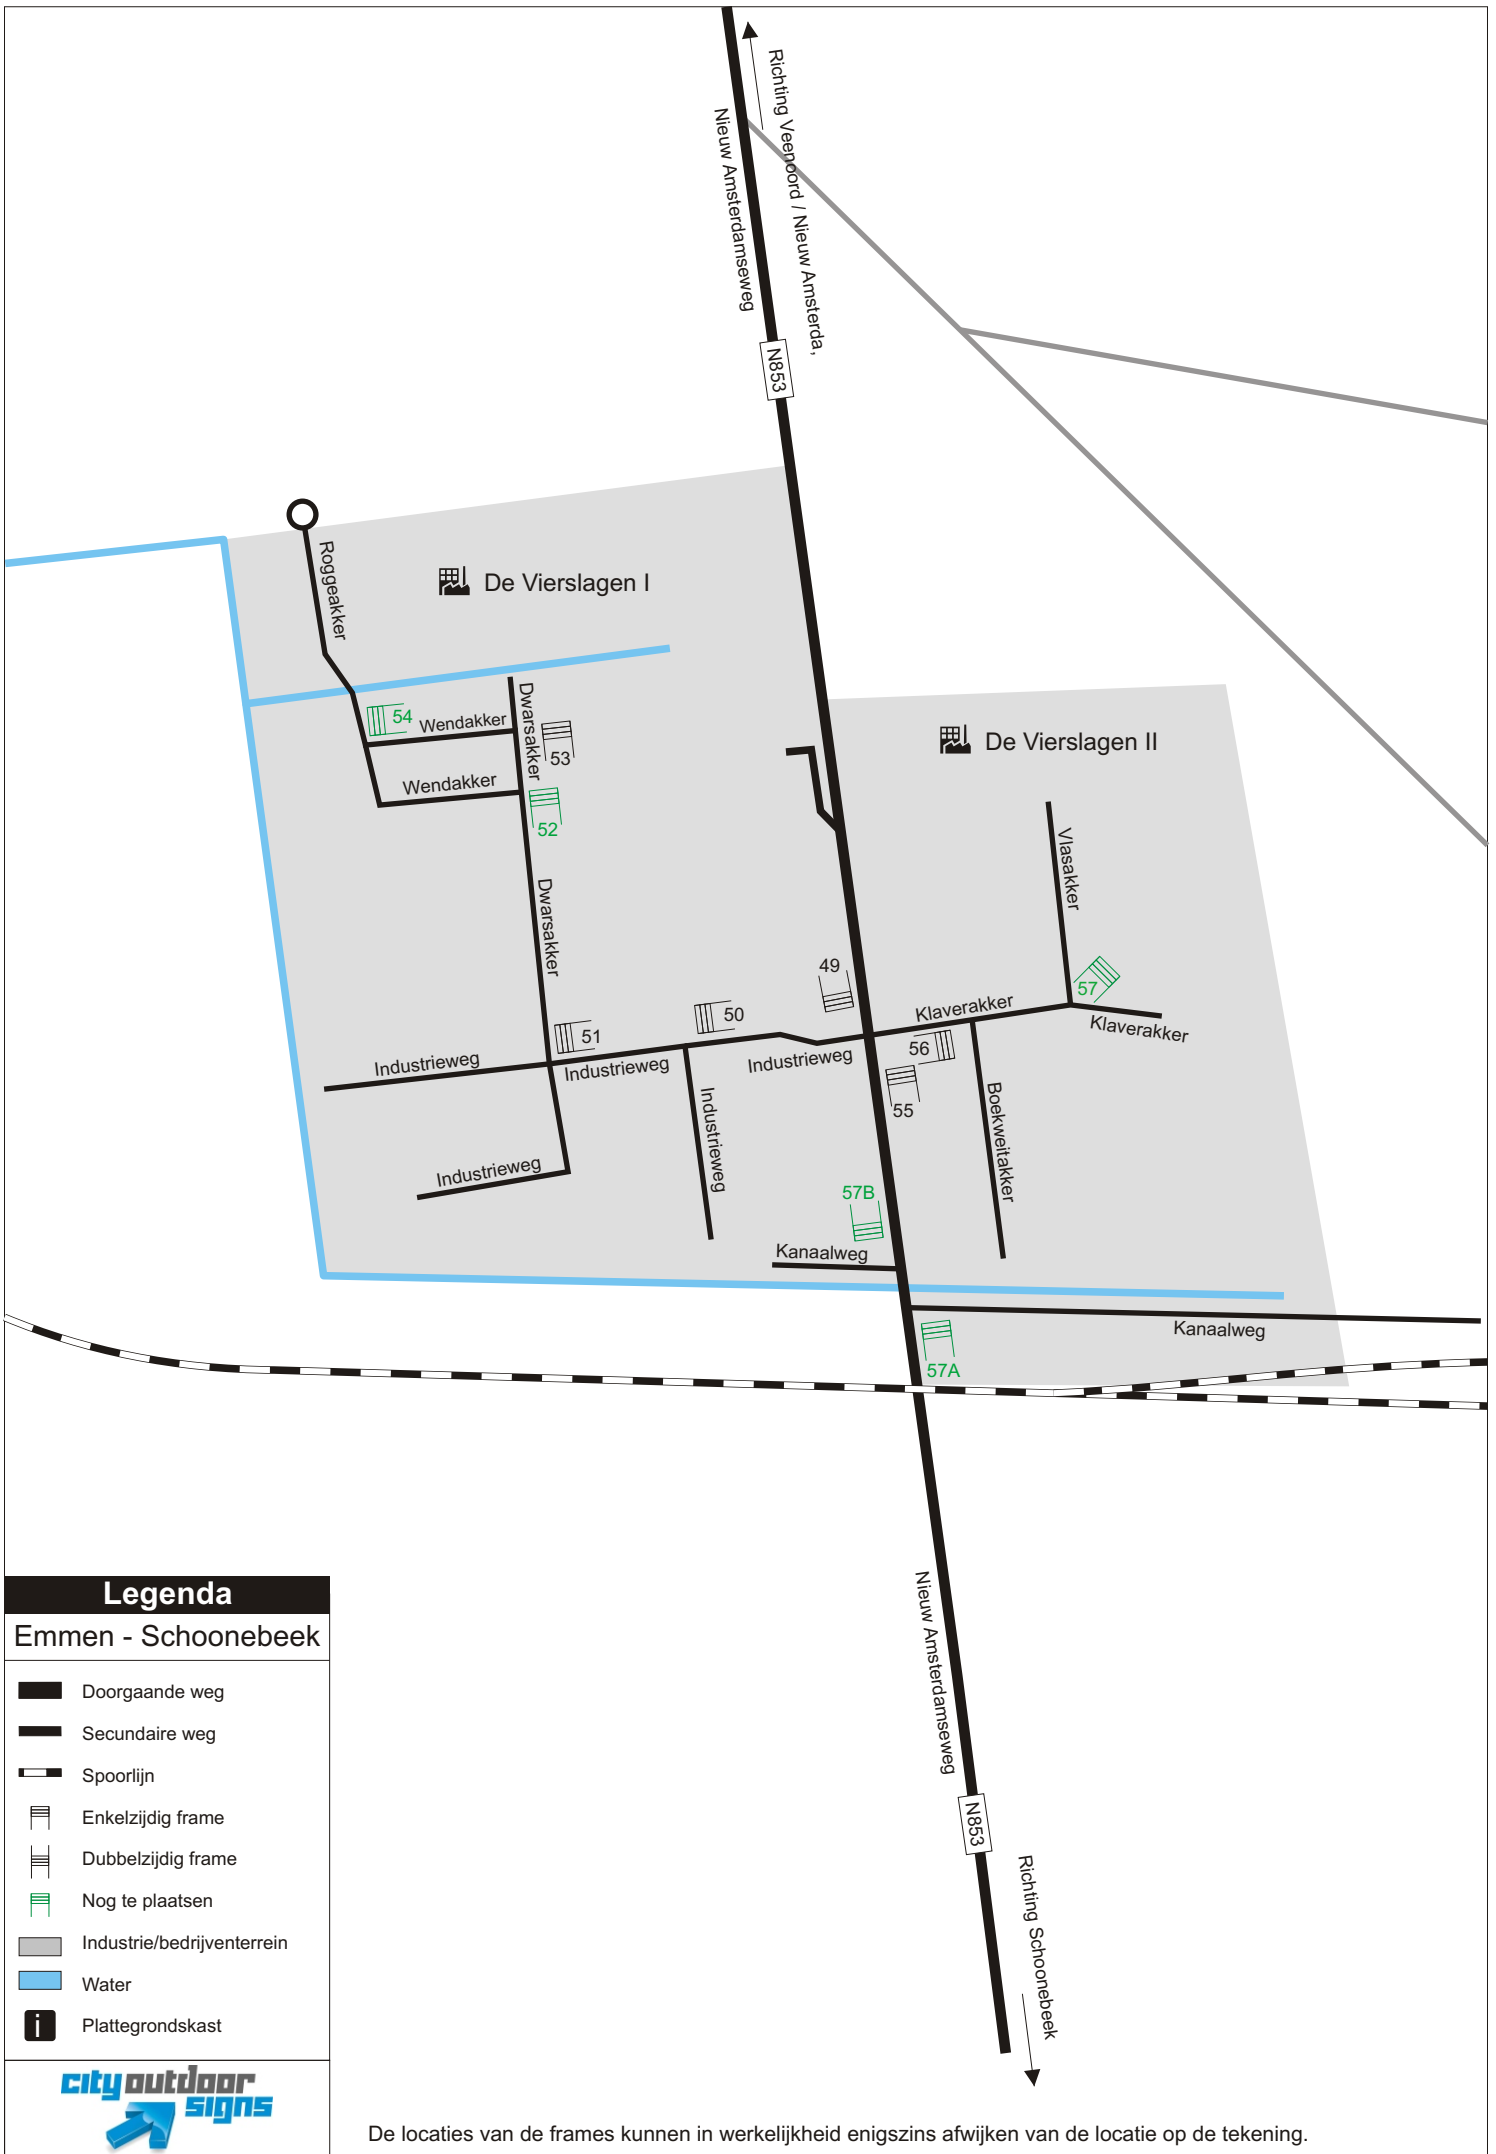 Richting Veenoord / Nieuw Amsterda,
Nieuw Amsterdamseweg
N853
Roggeakker
De Vierslagen I
54
Wendakker
Dwarsakker
53
Wendakker
52
De Vierslagen II
Vlasakker
Dwarsakker
49
57
Klaverakker
Klaverakker
50
51
56
Industrieweg
Industrieweg
Industrieweg
55
Industrieweg
Boekweitakker
Industrieweg
57B
Kanaalweg
Kanaalweg
57A
Nieuw Amsterdamseweg
N853
Richting Schoonebeek
Legenda
Emmen - Schoonebeek
Doorgaande weg
Secundaire weg
Spoorlijn
Enkelzijdig frame
Dubbelzijdig frame
Nog te plaatsen
Industrie/bedrijventerrein
Water
i Plattegrondskast
city outdoor
signs
De locaties van de frames kunnen in werkelijkheid enigszins afwijken van de locatie op de tekening.